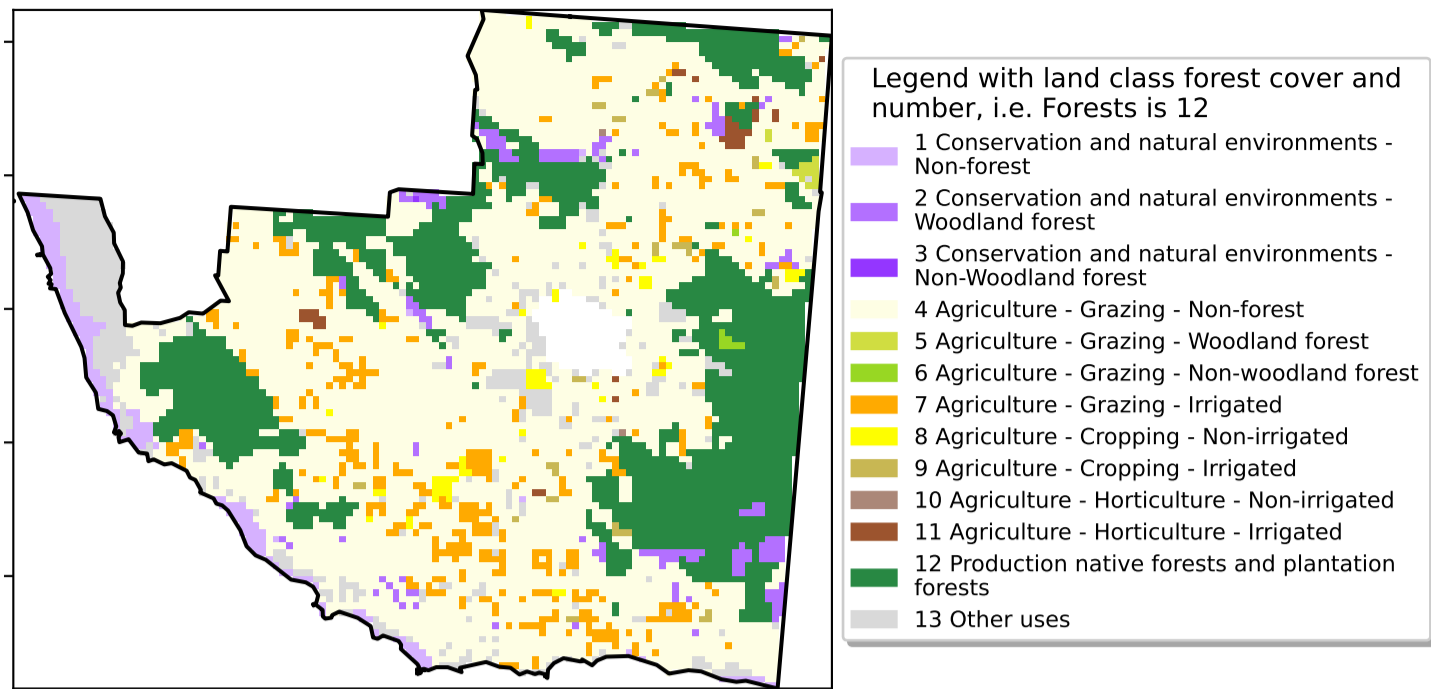 Legend with land class forest cover and
number, i.e. Forests is 12
1 Conservation and natural environments -
Non-forest
2 Conservation and natural environments -
Woodland forest
3 Conservation and natural environments -
Non-Woodland forest
4 Agriculture - Grazing - Non-forest
5 Agriculture - Grazing - Woodland forest
6 Agriculture - Grazing - Non-woodland forest
7 Agriculture - Grazing - Irrigated
8 Agriculture - Cropping - Non-irrigated
9 Agriculture - Cropping - Irrigated
10 Agriculture - Horticulture - Non-irrigated
11 Agriculture - Horticulture - Irrigated
12 Production native forests and plantation
forests
13 Other uses